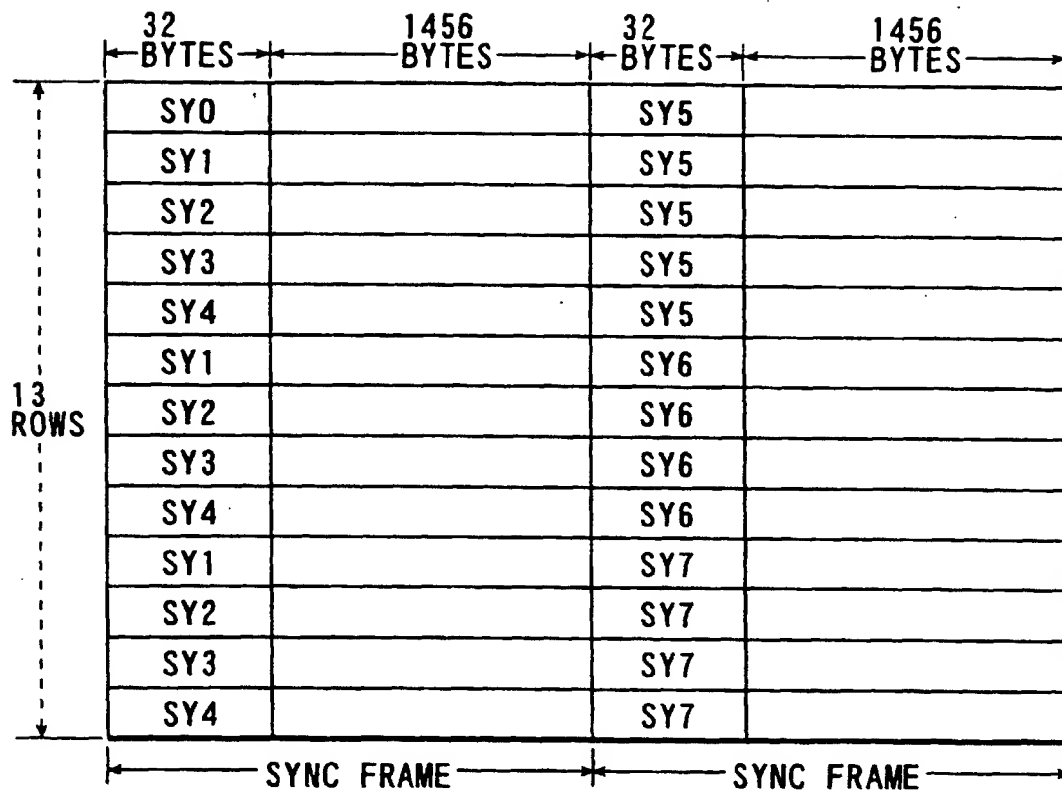 32 BYTES 1456 BYTES 32 BYTES 1456 BYTES
SY0 SY5
SY1 SY5
SY2 SY5
SY3 SY5
SY4 SY5
SY1 SY6
13 ROWS
SY2 SY6
SY3 SY6
SY4 SY6
SY1 SY7
SY2 SY7
SY3 SY7
SY4 SY7
SYNC FRAME SYNC FRAME